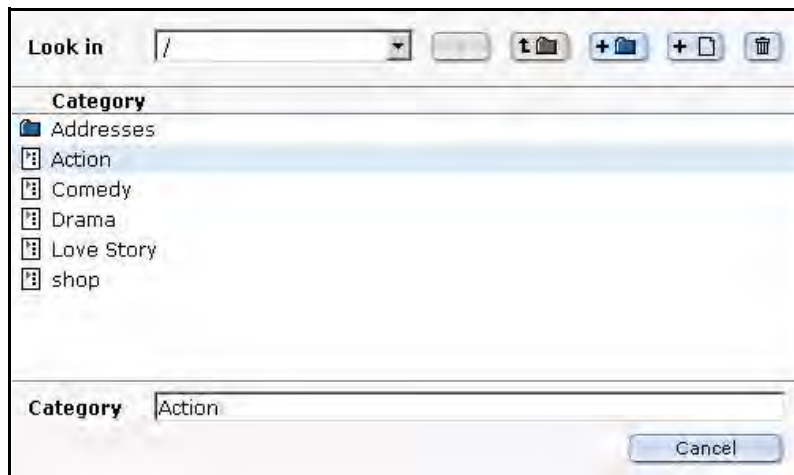 Look in /
Category
Addresses
Action
Comedy
Drama
Love Story
shop
Category Action
Cancel